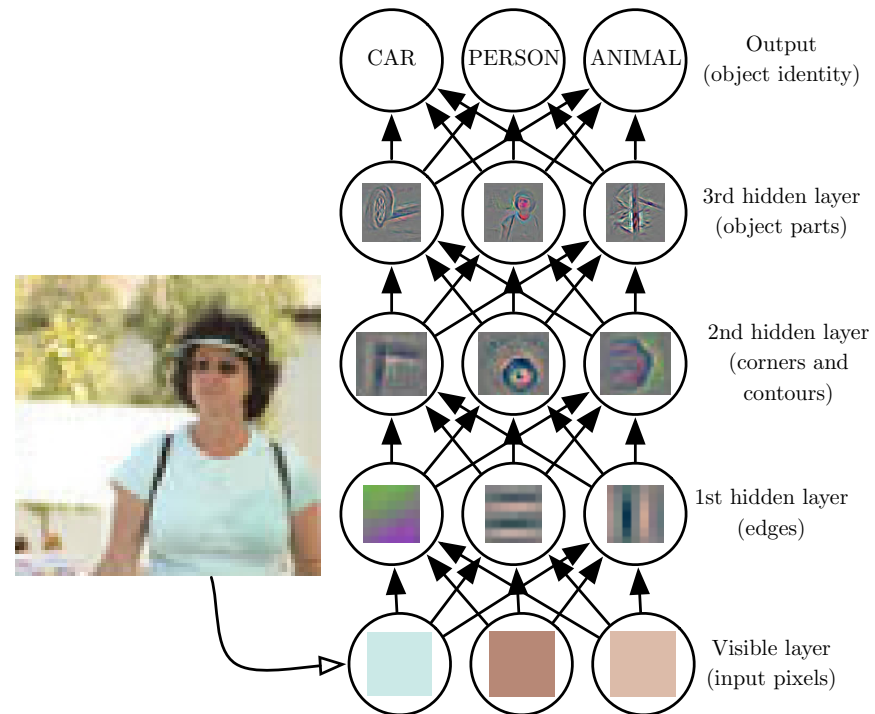 CAR
PERSON
ANIMAL
Output
(object identity)
3rd hidden layer
(object parts)
2nd hidden layer
(corners and
contours)
1st hidden layer
(edges)
Visible layer
(input pixels)